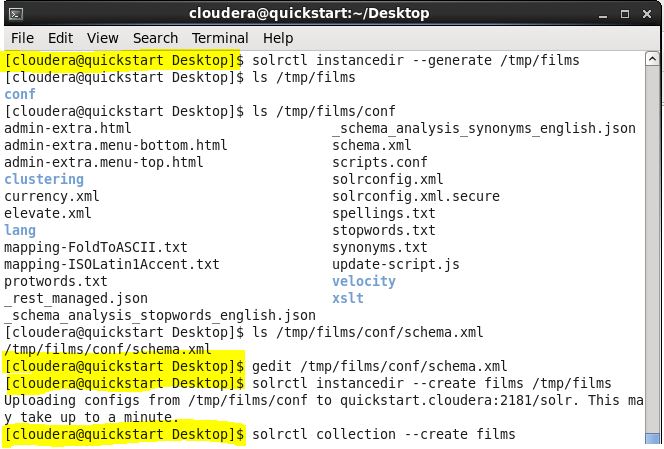 cloudera@quickstart:~/Desktop
File Edit View Search Terminal Help
[cloudera@quickstart Desktop]$ solrctl instancedir --generate /tmp/films
[cloudera@quickstart Desktop]$ ls /tmp/films
conf
[cloudera@quickstart Desktop]$ ls /tmp/films/conf
admin-extra.html _schema_analysis_synonyms_english.json
admin-extra.menu-bottom.html schema.xml
admin-extra.menu-top.html scripts.conf
clustering solrconfig.xml
currency.xml solrconfig.xml.secure
elevate.xml spellings.txt
lang stopwords.txt
mapping-FoldToASCII.txt synonyms.txt
mapping-ISOLatin1Accent.txt update-script.js
protwords.txt velocity
_rest_managed.json xslt
_schema_analysis_stopwords_english.json
[cloudera@quickstart Desktop]$ ls /tmp/films/conf/schema.xml
/tmp/films/conf/schema.xml
[cloudera@quickstart Desktop]$ gedit /tmp/films/conf/schema.xml
[cloudera@quickstart Desktop]$ solrctl instancedir --create films /tmp/films
Uploading configs from /tmp/films/conf to quickstart.cloudera:2181/solr. This ma
y take up to a minute.
[cloudera@quickstart Desktop]$ solrctl collection --create films